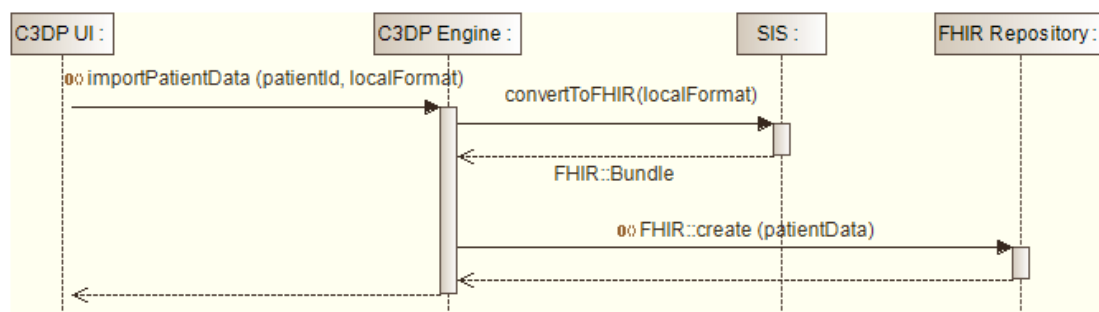 C3DP UI :
C3DP Engine :
SIS :
FHIR Repository :
importPatientData (patientId, localFormat)
convertToFHIR(localFormat)
FHIR::Bundle
FHIR::create (patientData)